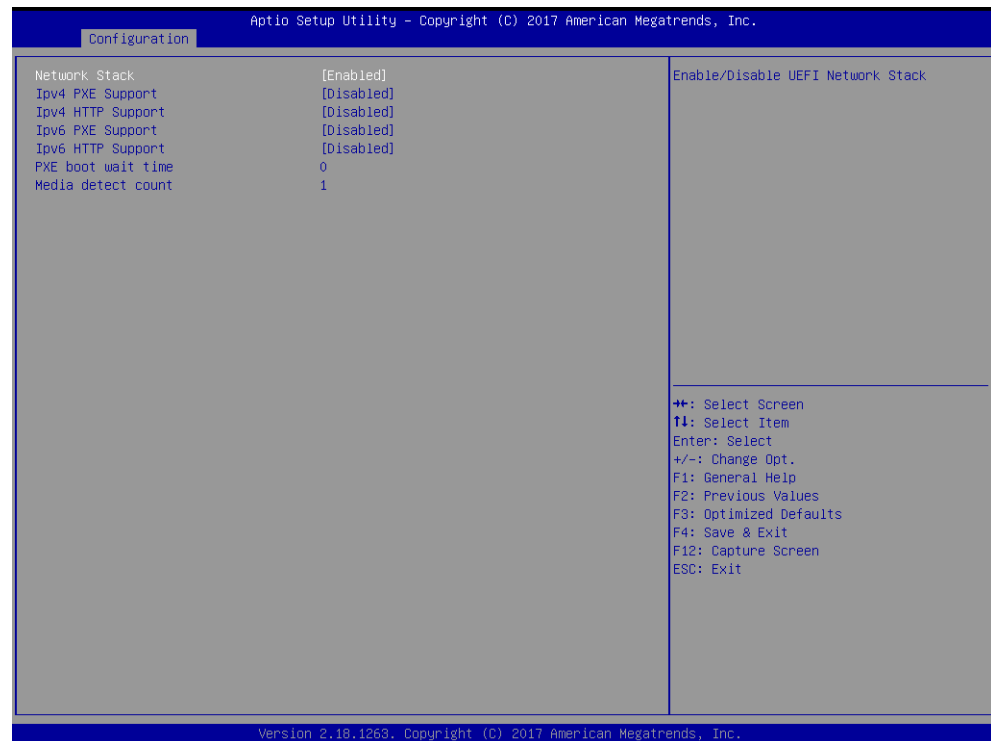 Aptio Setup Utility – Copyright (C) 2017 American Megatrends, Inc.
Configuration
Network Stack [Enabled]
Ipv4 PXE Support [Disabled]
Ipv4 HTTP Support [Disabled]
Ipv6 PXE Support [Disabled]
Ipv6 HTTP Support [Disabled]
PXE boot wait time 0
Media detect count 1
Enable/Disable UEFI Network Stack
→←: Select Screen
↑↓: Select Item
Enter: Select
+/-: Change Opt.
F1: General Help
F2: Previous Values
F3: Optimized Defaults
F4: Save & Exit
F12: Capture Screen
ESC: Exit
Version 2.18.1263. Copyright (C) 2017 American Megatrends, Inc.